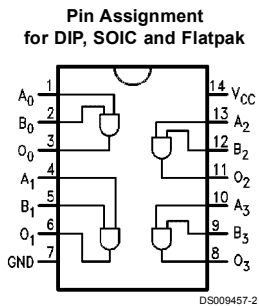 Pin Assignment
for DIP, SOIC and Flatpak
A0 1
B0 2
O0 3
A1 4
B1 5
O1 6
GND 7
14 VCC
13 A2
12 B2
11 O2
10 A3
9 B3
8 O3
DS009457-2